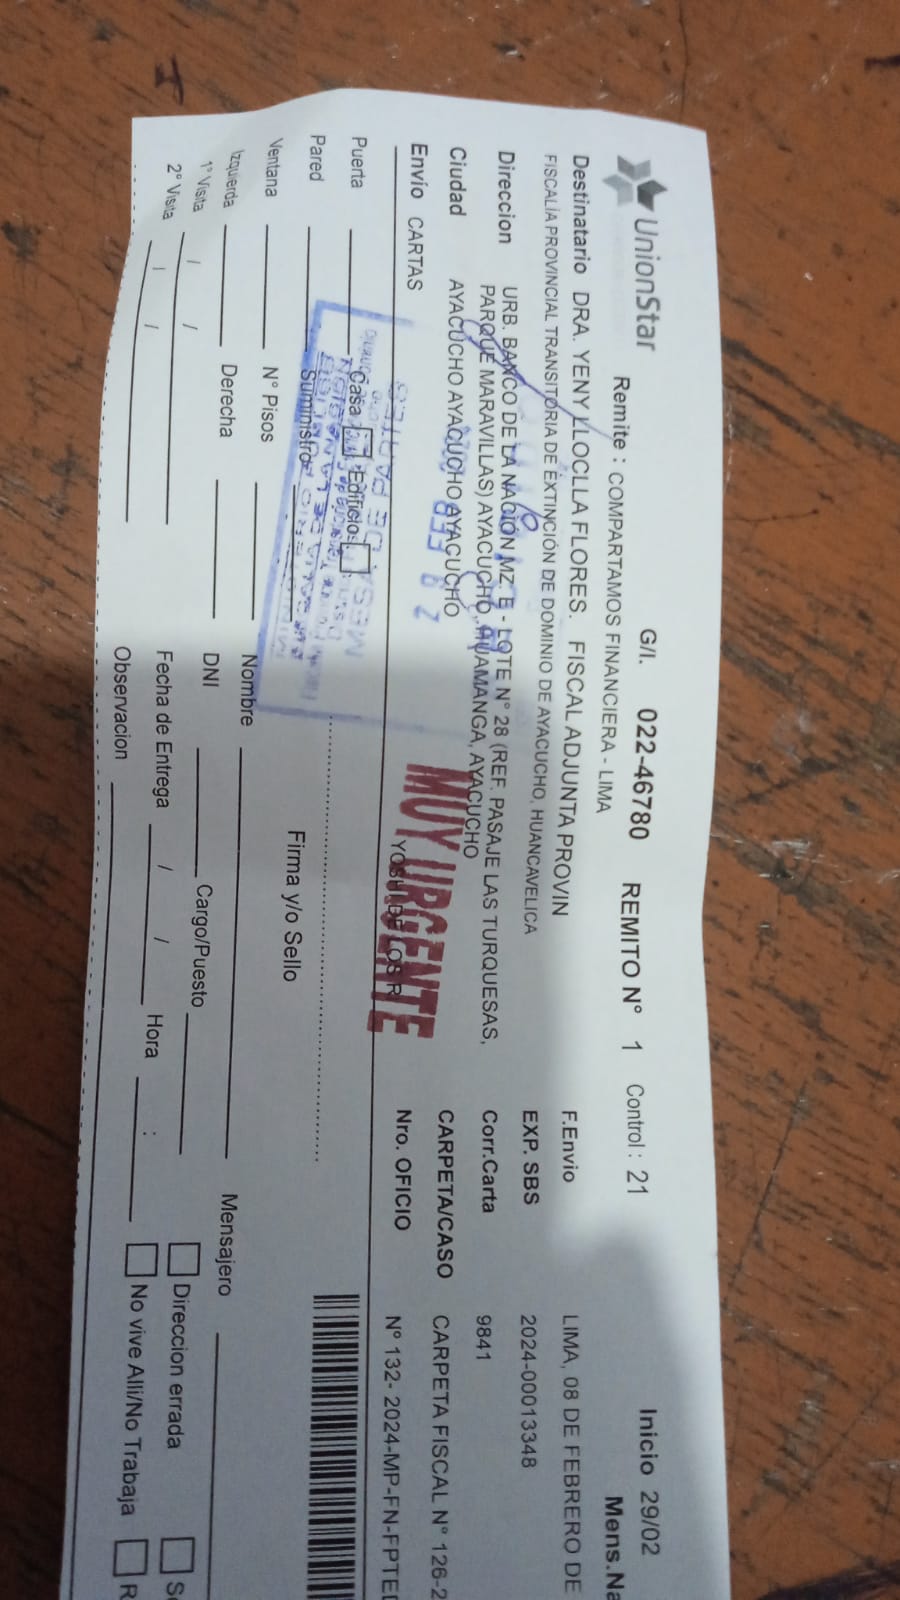 UnionStar
Remite : COMPARTAMOS FINANCIERA - LIMA
G/I. 022-46780 REMITO N° 1 Control : 21 Inicio 29/02
Mens.Na
Destinatario DRA. YENY LLOCLLA FLORES. FISCAL ADJUNTA PROVIN
FISCALÍA PROVINCIAL TRANSITORIA DE EXTINCIÓN DE DOMINIO DE AYACUCHO, HUANCAVELICA
Direccion URB. BANCO DE LA NACION MZ. E - LOTE N° 28 (REF. PASAJE LAS TURQUESAS,
PARQUE MARAVILLAS) AYACUCHO, HUAMANGA, AYACUCHO
Ciudad AYACUCHO AYACUCHO AYACUCHO
Envio CARTAS
MUY URGENTE
YOSHI DE LOS RI
F.Envio LIMA, 08 DE FEBRERO DE
EXP. SBS 2024-00013348
Corr.Carta 9841
CARPETA/CASO CARPETA FISCAL N° 126-2
Nro. OFICIO N° 132- 2024-MP-FN-FPTED
Puerta Casa Edificio
Pared Suministro
Ventana N° Pisos
Izquierda Derecha
1° Visita / /
2° Visita / /
Firma y/o Sello
Nombre
DNI Cargo/Puesto
Fecha de Entrega / / Hora :
Observacion
Mensajero
Direccion errada
No vive Alli/No Trabaja